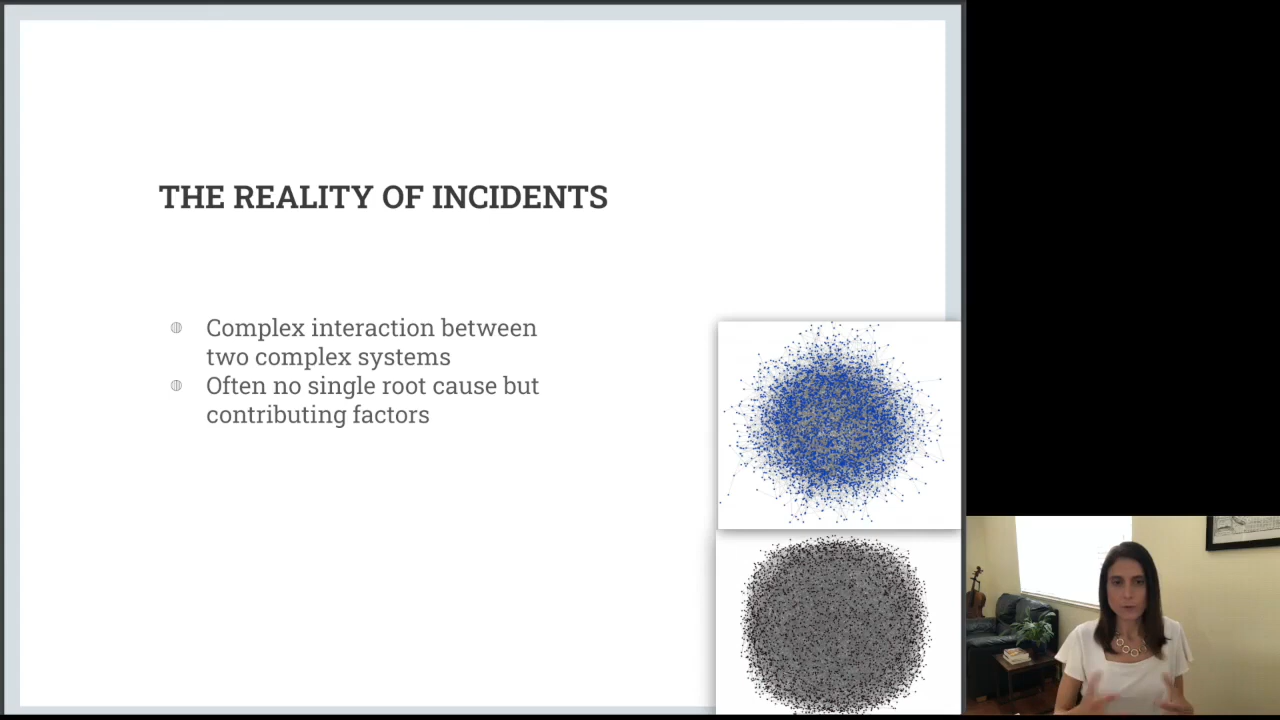 THE REALITY OF INCIDENTS
Complex interaction between
two complex systems
Often no single root cause but
contributing factors